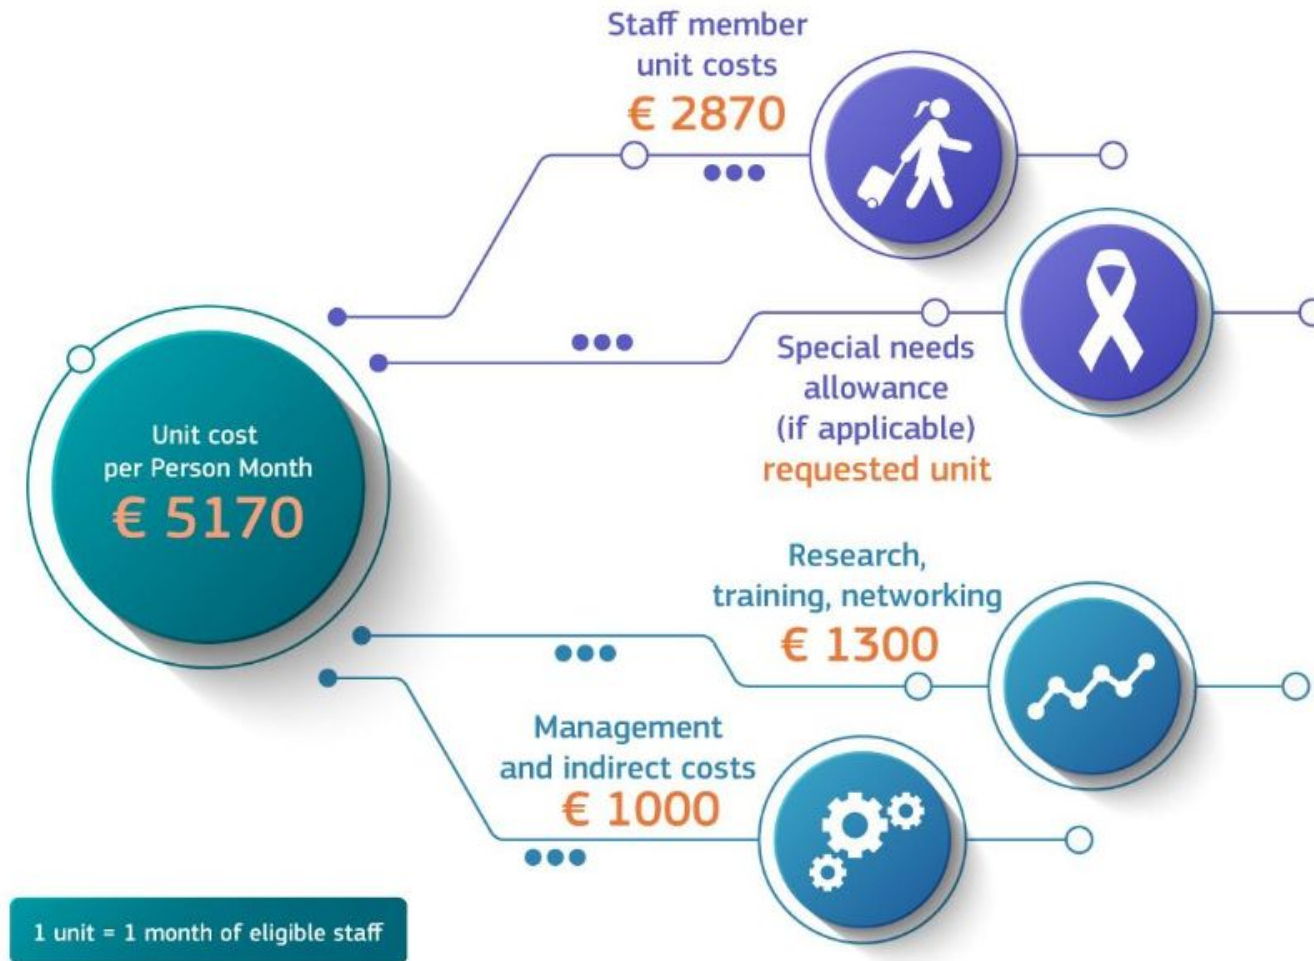 Staff member
unit costs
€ 2870
Special needs
allowance
(if applicable)
requested unit
Unit cost
per Person Month
€ 5170
Research,
training, networking
€ 1300
Management
and indirect costs
€ 1000
1 unit = 1 month of eligible staff